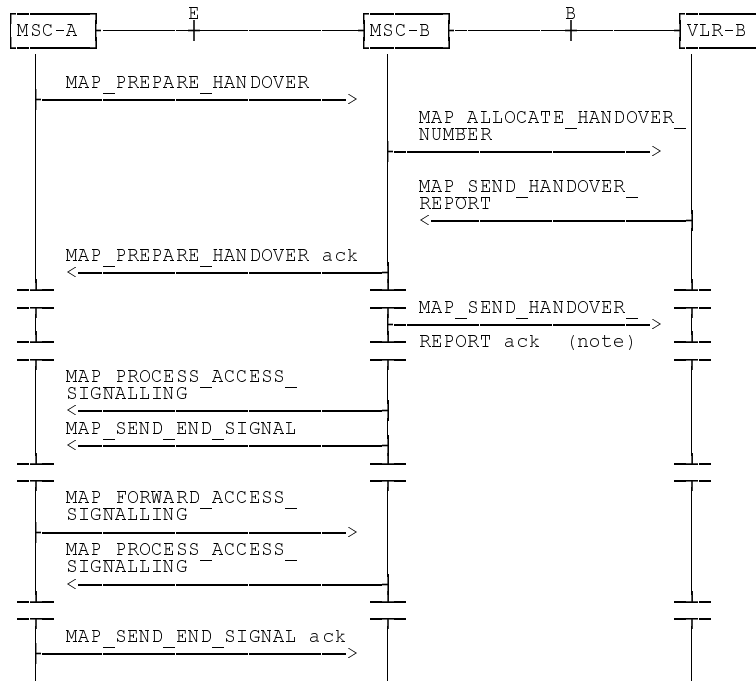 E B
MSC-A MSC-B VLR-B
MAP_PREPARE_HANDOVER
MAP_ALLOCATE_HANDOVER_
NUMBER
MAP_SEND_HANDOVER_
REPORT
MAP_PREPARE_HANDOVER ack
MAP_SEND_HANDOVER_
REPORT ack (note)
MAP_PROCESS_ACCESS_
SIGNALLING
MAP_SEND_END_SIGNAL
MAP_FORWARD_ACCESS_
SIGNALLING
MAP_PROCESS_ACCESS_
SIGNALLING
MAP_SEND_END_SIGNAL ack